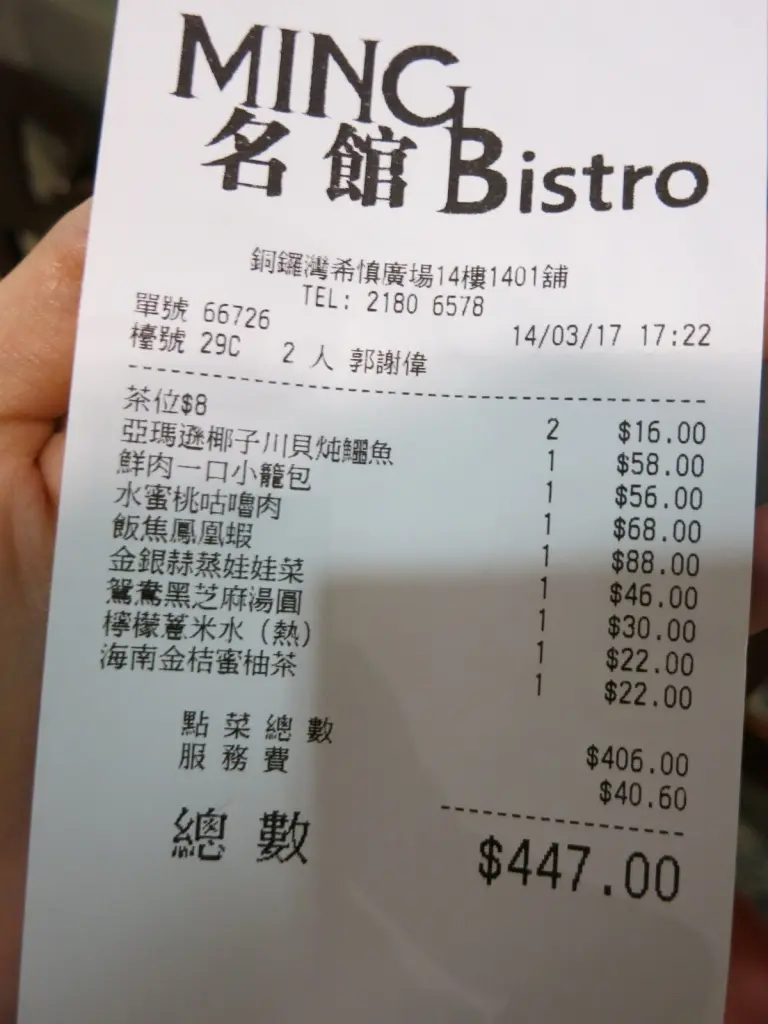 MING
名館 Bistro
銅鑼灣希慎廣場14樓1401舖
TEL: 2180 6578
單號 66726 14/03/17 17:22
檯號 29C 2 人 郭謝偉
茶位$8 2 $16.00
亞瑪遜椰子川貝炖鱷魚 1 $58.00
鮮肉一口小籠包 1 $56.00
水蜜桃咕嚕肉 1 $68.00
飯焦鳳凰蝦 1 $88.00
金銀蒜蒸娃娃菜 1 $46.00
鴛鴦黑芝麻湯圓 1 $30.00
檸檬薏米水 (熱) 1 $22.00
海南金桔蜜柚茶 1 $22.00
點菜總數 $406.00
服務費 $40.60
總數 $447.00